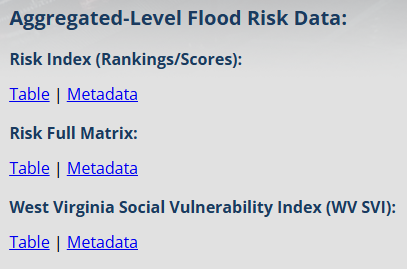 Aggregated-Level Flood Risk Data:
Risk Index (Rankings/Scores):
Table | Metadata
Risk Full Matrix:
Table | Metadata
West Virginia Social Vulnerability Index (WV SVI):
Table | Metadata